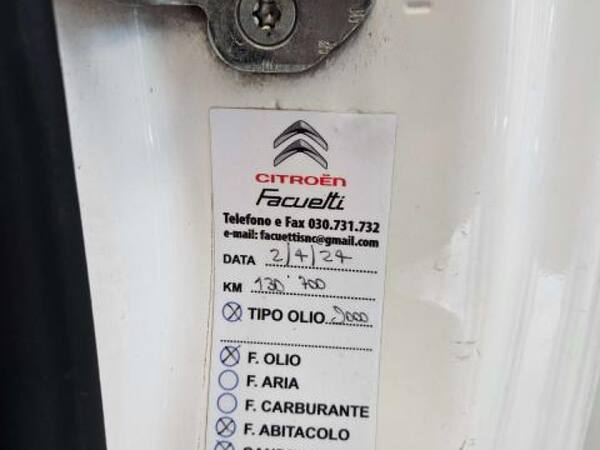 CITROËN
Facuetti
Telefono e Fax 030.731.732
e-mail: facuettisnc@gmail.com
DATA 2/4/24
KM 130'700
TIPO OLIO 9000
F. OLIO
F. ARIA
F. CARBURANTE
F. ABITACOLO